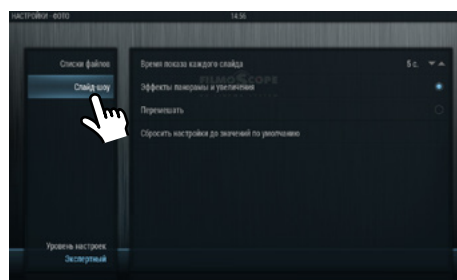 НАСТРОЙКИ - ФОТО
14:56
Списки файлов
Слайд-шоу
Время показа каждого слайда
5 с.
FILMOSCOPE
Эффекты панорамы и увеличения
Перемешать
Сбросить настройки до значений по умолчанию
Уровень настроек
Экспертный